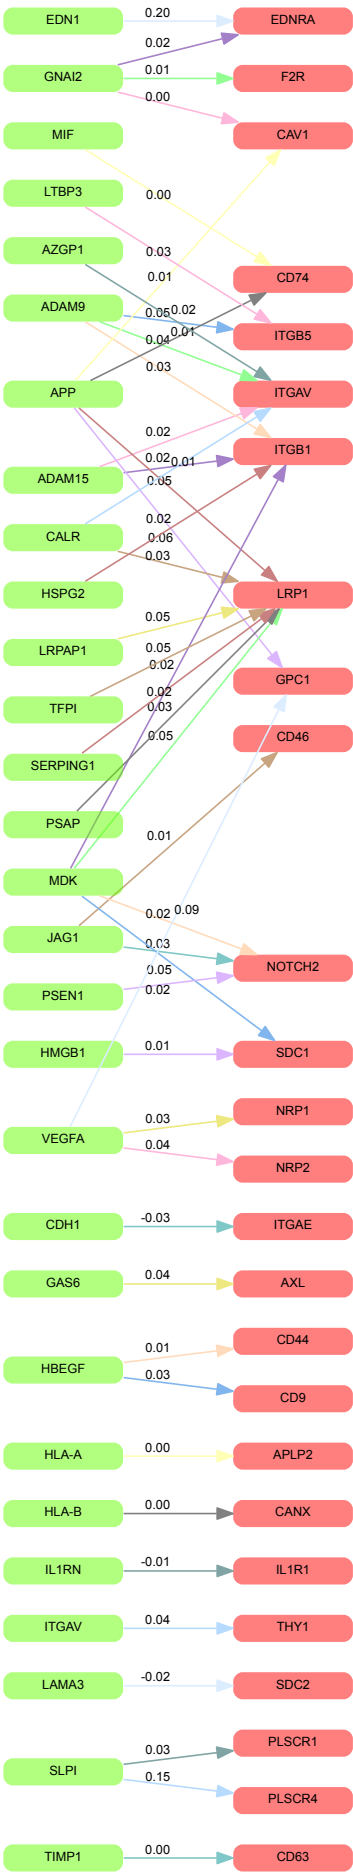 EDN1 0.20 EDNRA
0.02
GNAI2 0.01 F2R
0.00
MIF CAV1
LTBP3 0.00
AZGP1 0.03
0.01 CD74
ADAM9 0.05 0.02 ITGB5
0.01
0.04
0.03
APP ITGAV
0.02
ITGB1
0.02 0.01
ADAM15 0.05
CALR 0.02
0.06
0.03
HSPG2 LRP1
0.05
LRPAP1 0.05
0.02
GPC1
TFPI 0.02
0.03
CD46
0.05
SERPING1
PSAP 0.01
MDK
0.02 0.09
JAG1 0.03
NOTCH2
0.05
PSEN1 0.02
HMGB1 0.01 SDC1
0.03 NRP1
VEGFA 0.04
NRP2
CDH1 -0.03 ITGAE
GAS6 0.04 AXL
0.01 CD44
HBEGF 0.03
CD9
HLA-A 0.00 APLP2
HLA-B 0.00 CANX
IL1RN -0.01 IL1R1
ITGAV 0.04 THY1
LAMA3 -0.02 SDC2
0.03 PLSCR1
SLPI 0.15
PLSCR4
TIMP1 0.00 CD63